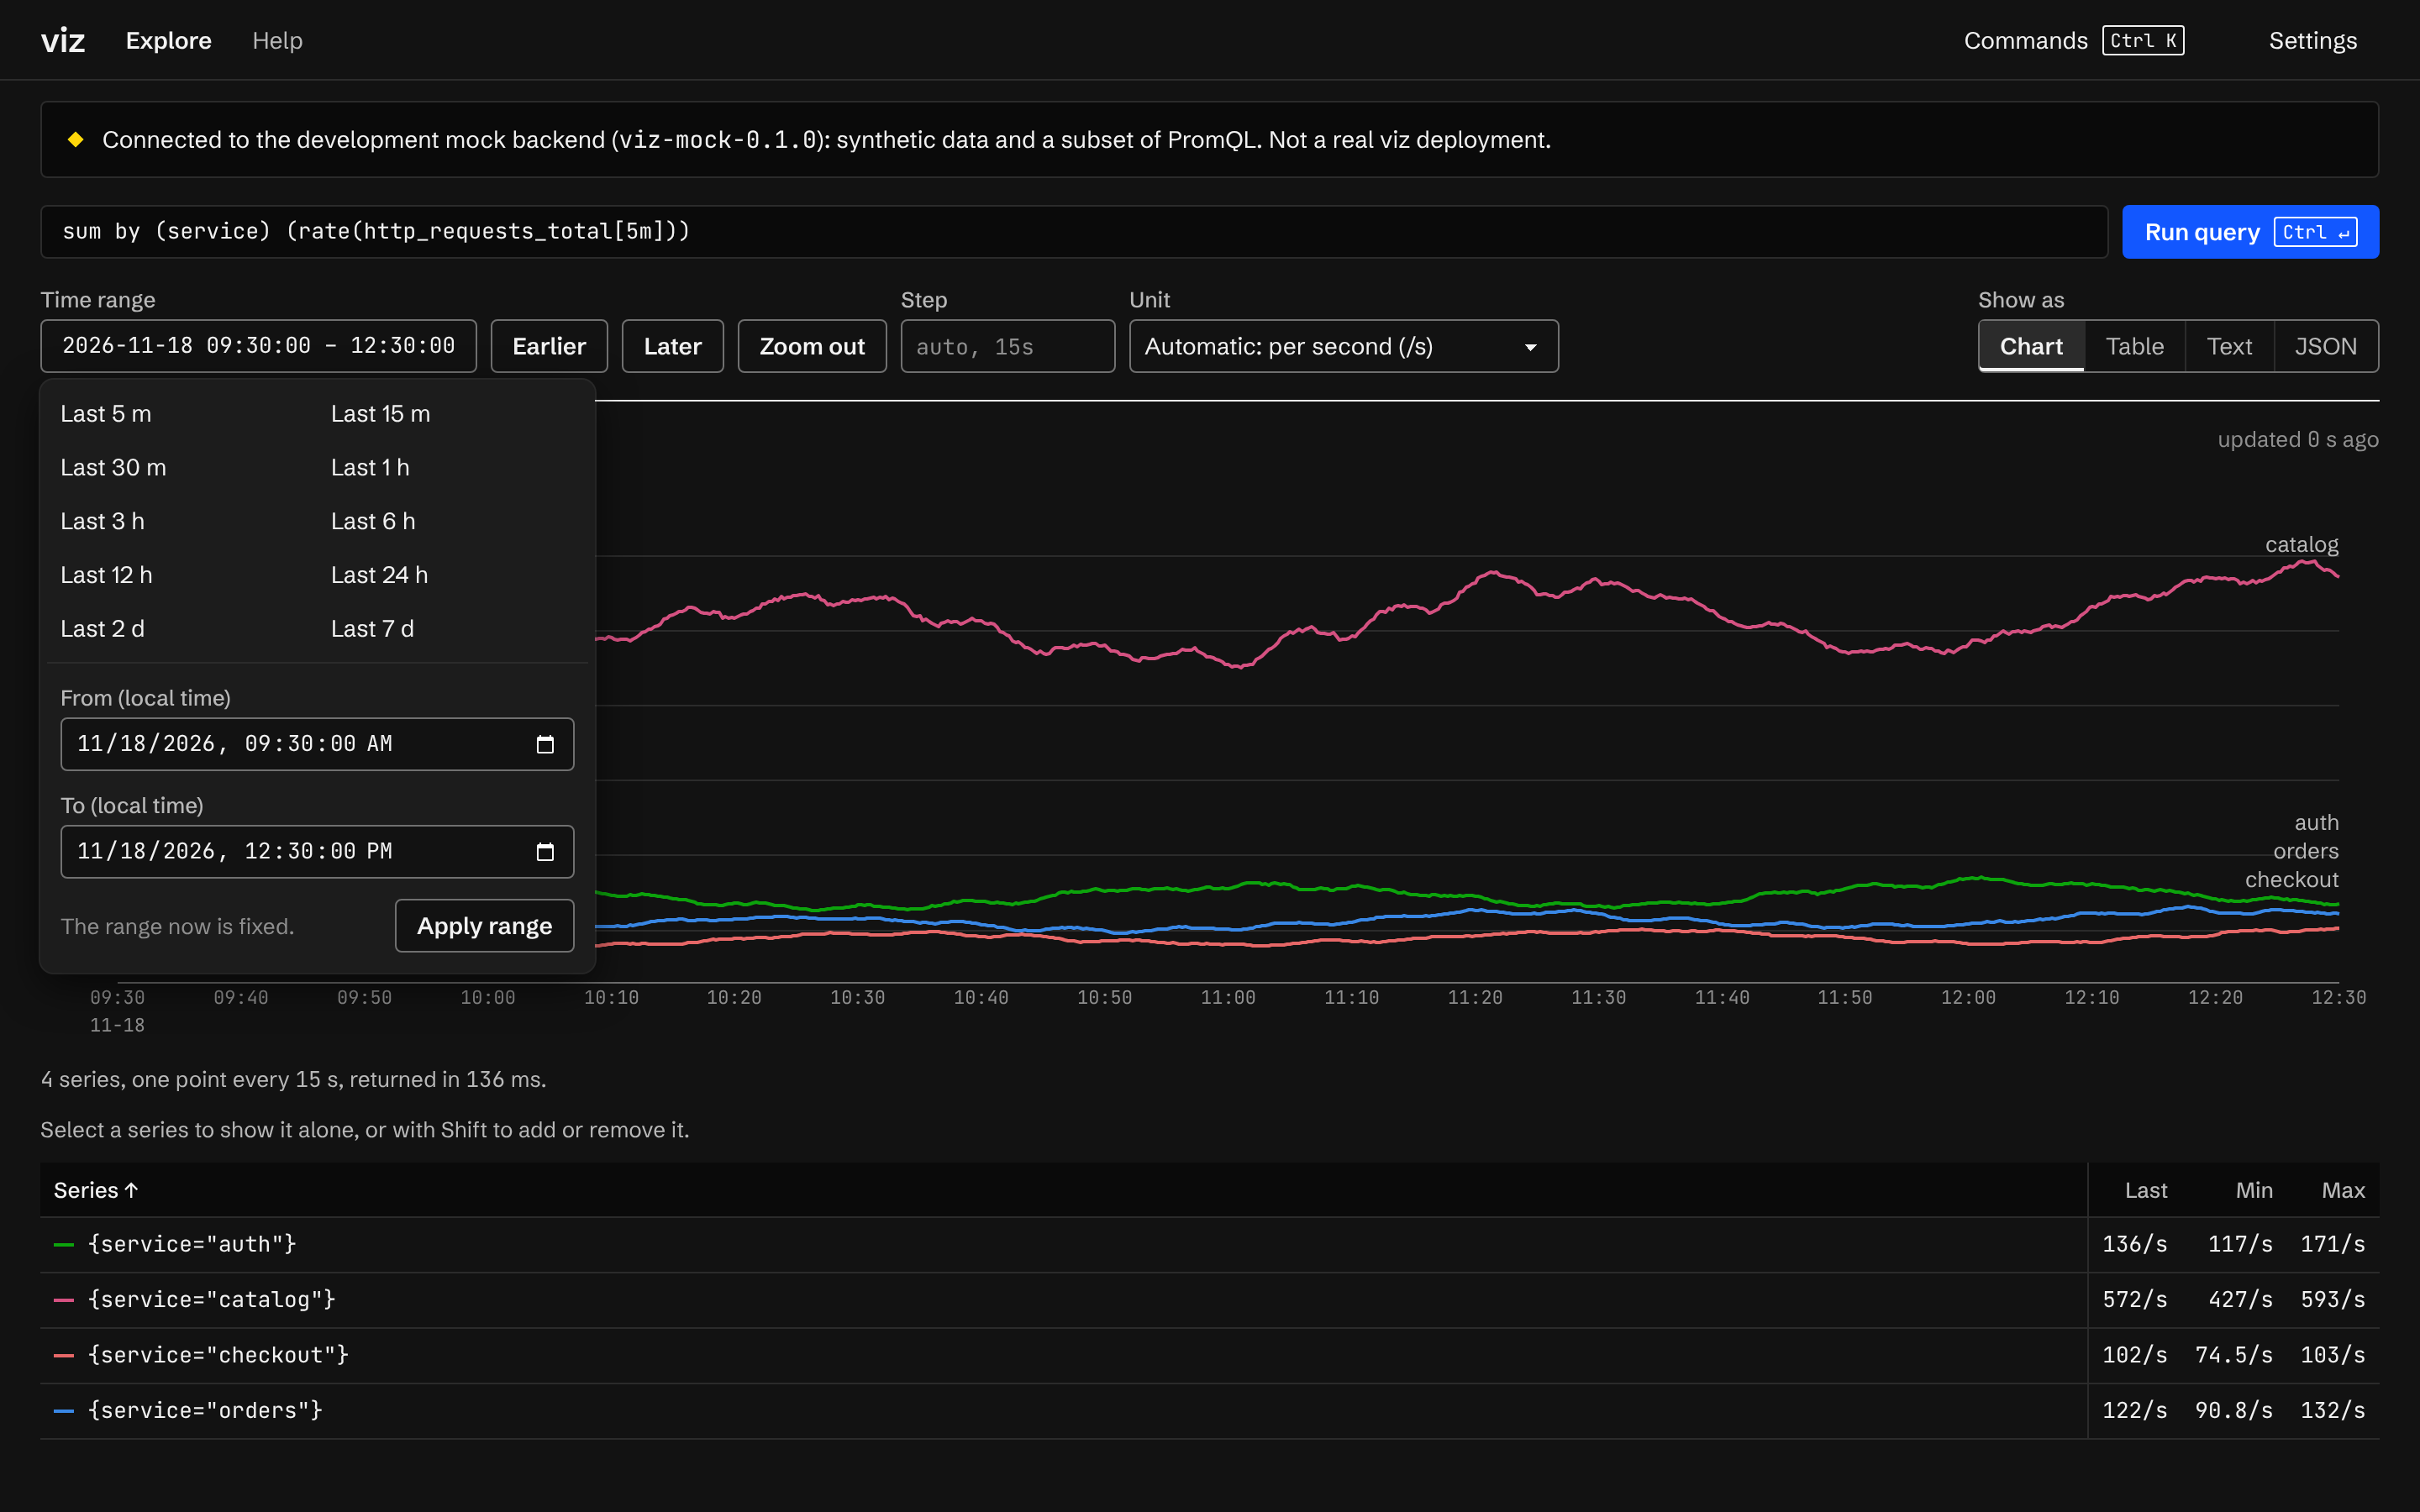 viz Explore Help Commands Ctrl K Settings
Connected to the development mock backend (viz-mock-0.1.0): synthetic data and a subset of PromQL. Not a real viz deployment.
sum by (service) (rate(http_requests_total[5m])) Run query Ctrl ↵
Time range Step Unit Show as
2026-11-18 09:30:00 – 12:30:00 Earlier Later Zoom out auto, 15s Automatic: per second (/s) Chart Table Text JSON
Last 5 m Last 15 m
updated 0 s ago
Last 30 m Last 1 h
Last 3 h Last 6 h
catalog
Last 12 h Last 24 h
Last 2 d Last 7 d
From (local time)
11/18/2026, 09:30:00 AM
To (local time)
auth
11/18/2026, 12:30:00 PM
orders
checkout
The range now is fixed. Apply range
09:30 09:40 09:50 10:00 10:10 10:20 10:30 10:40 10:50 11:00 11:10 11:20 11:30 11:40 11:50 12:00 12:10 12:20 12:30
11-18
4 series, one point every 15 s, returned in 136 ms.
Select a series to show it alone, or with Shift to add or remove it.
Series ↑ Last Min Max
{service="auth"} 136/s 117/s 171/s
{service="catalog"} 572/s 427/s 593/s
{service="checkout"} 102/s 74.5/s 103/s
{service="orders"} 122/s 90.8/s 132/s